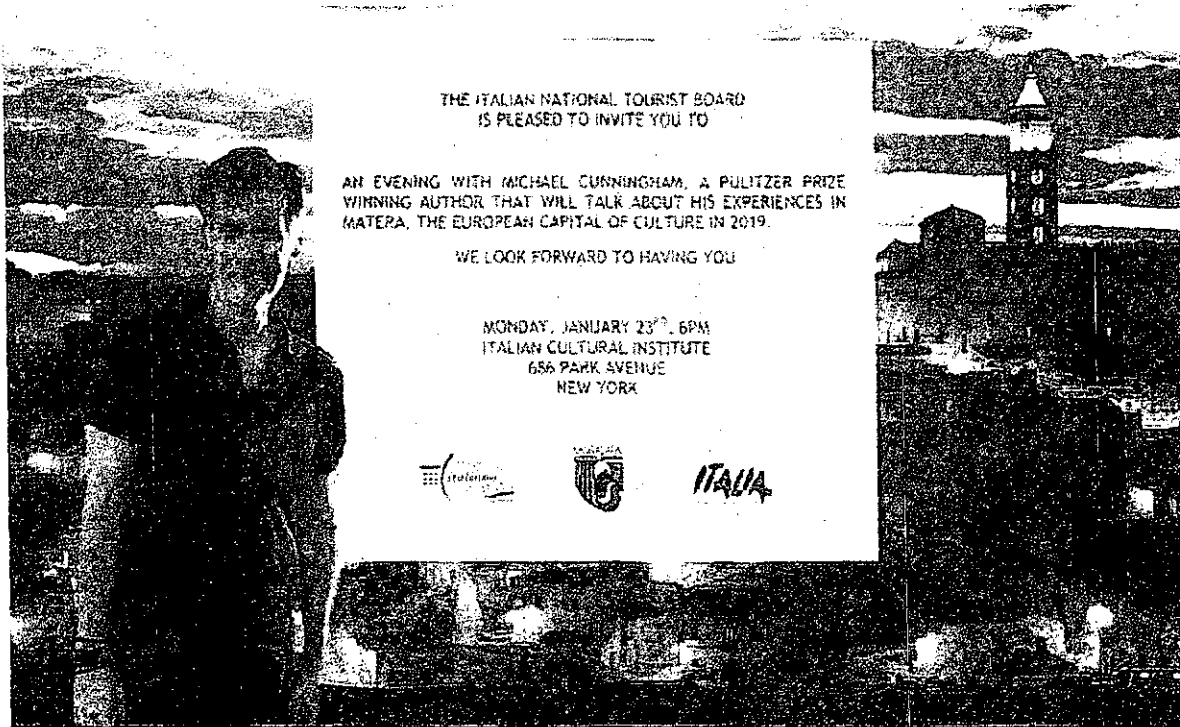 THE ITALIAN NATIONAL TOURIST BOARD
IS PLEASED TO INVITE YOU TO
AN EVENING WITH MICHAEL CUNNINGHAM, A PULITZER PRIZE
WINNING AUTHOR THAT WILL TALK ABOUT HIS EXPERIENCES IN
MATERA, THE EUROPEAN CAPITAL OF CULTURE IN 2019.
WE LOOK FORWARD TO HAVING YOU
MONDAY, JANUARY 23RD, 6PM
ITALIAN CULTURAL INSTITUTE
686 PARK AVENUE
NEW YORK
ITALIA